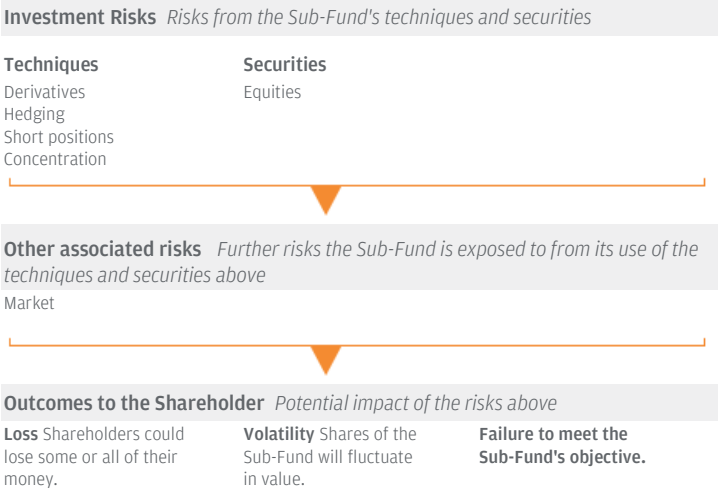 Investment Risks Risks from the Sub-Fund's techniques and securities
Techniques
Derivatives
Hedging
Short positions
Concentration
Securities
Equities
Other associated risks Further risks the Sub-Fund is exposed to from its use of the
techniques and securities above
Market
Outcomes to the Shareholder Potential impact of the risks above
Loss Shareholders could
lose some or all of their
money.
Volatility Shares of the
Sub-Fund will fluctuate
in value.
Failure to meet the
Sub-Fund's objective.